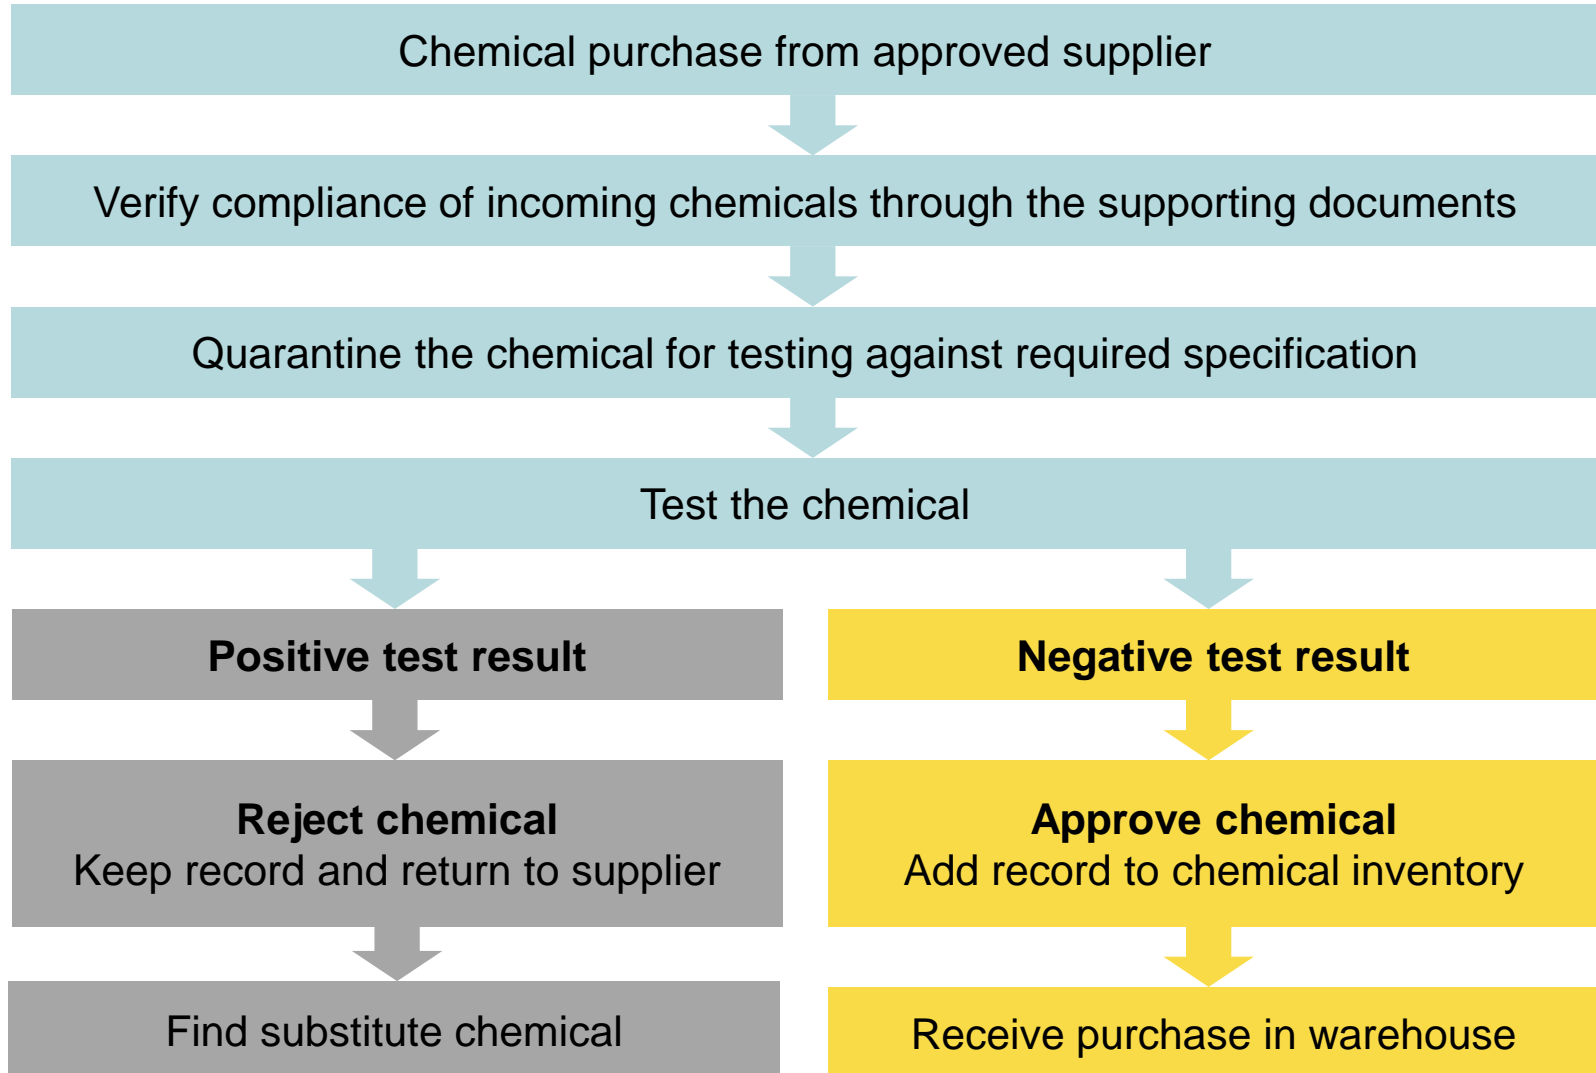 Chemical purchase from approved supplier
Verify compliance of incoming chemicals through the supporting documents
Quarantine the chemical for testing against required specification
Test the chemical
Positive test result
Reject chemical
Keep record and return to supplier
Find substitute chemical
Negative test result
Approve chemical
Add record to chemical inventory
Receive purchase in warehouse